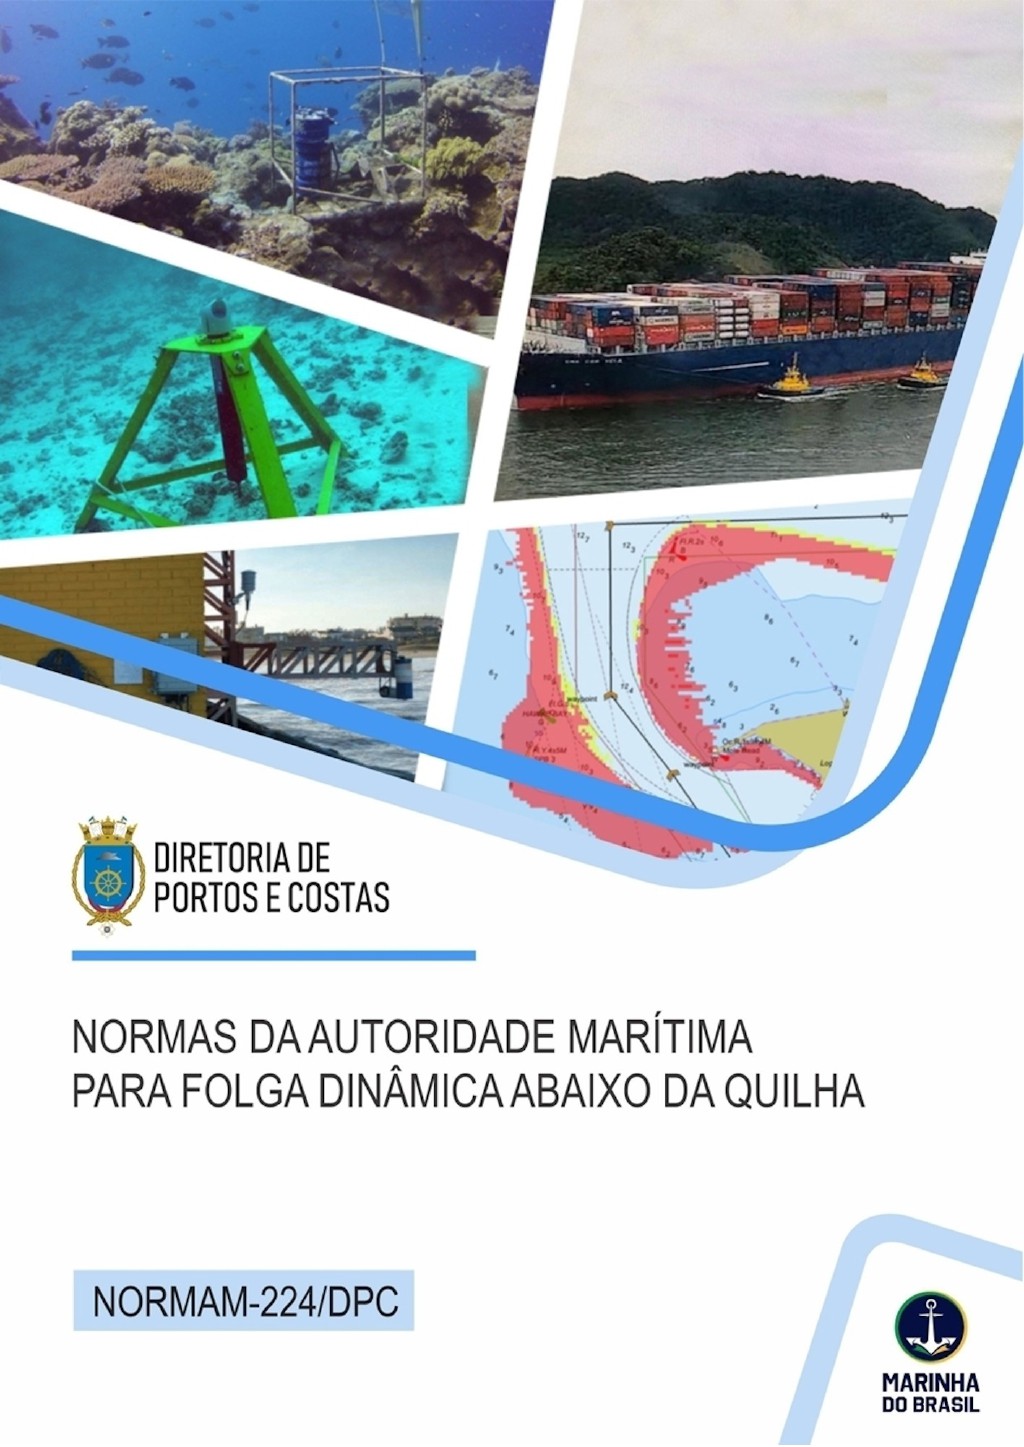 DIRETORIA DE
PORTOS E COSTAS
NORMAS DA AUTORIDADE MARÍTIMA
PARA FOLGA DINÂMICA ABAIXO DA QUILHA
NORMAM-224/DPC
MARINHA
DO BRASIL